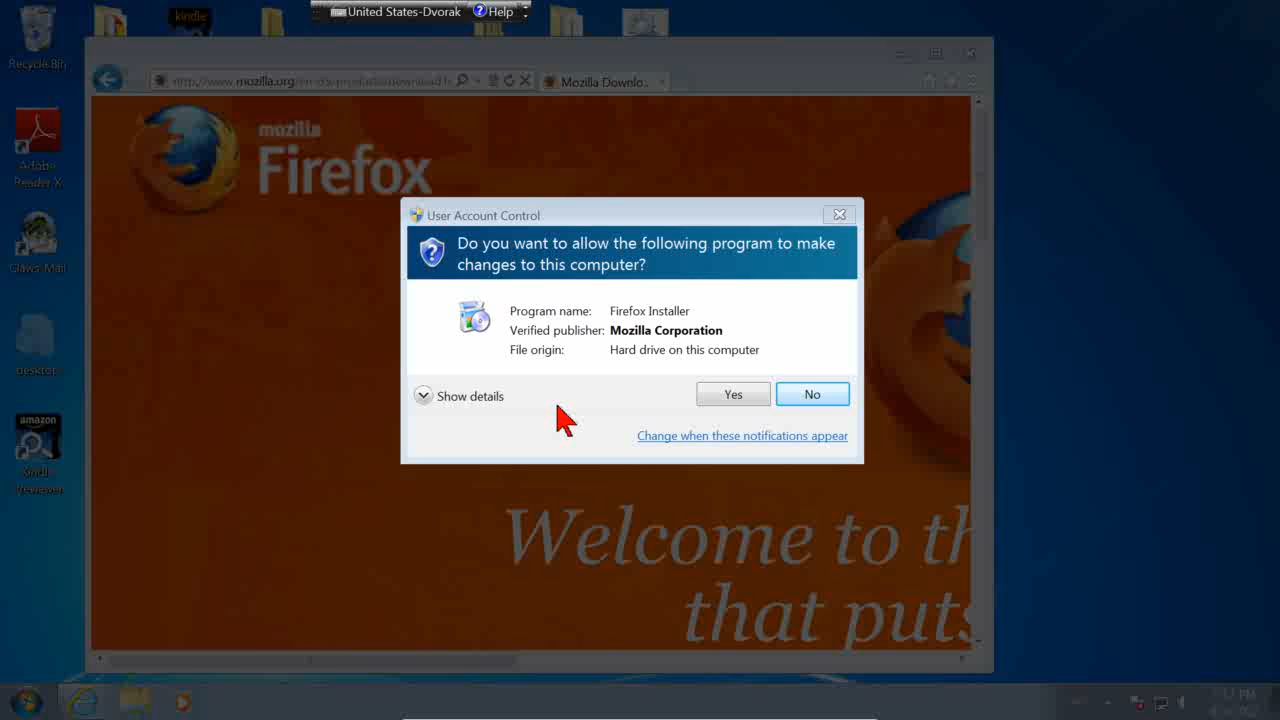 United States-Dvorak
Help
kindle
Recycle Bin
Mozilla Downlo...
mozilla
Firefox
Adobe
Reader X
User Account Control
Do you want to allow the following program to make
changes to this computer?
Claws Mail
Program name: Firefox Installer
Verified publisher: Mozilla Corporation
File origin: Hard drive on this computer
desktop
Show details
Yes
No
Change when these notifications appear
amazon
Kindle
Previewer
Welcome to th
that puts